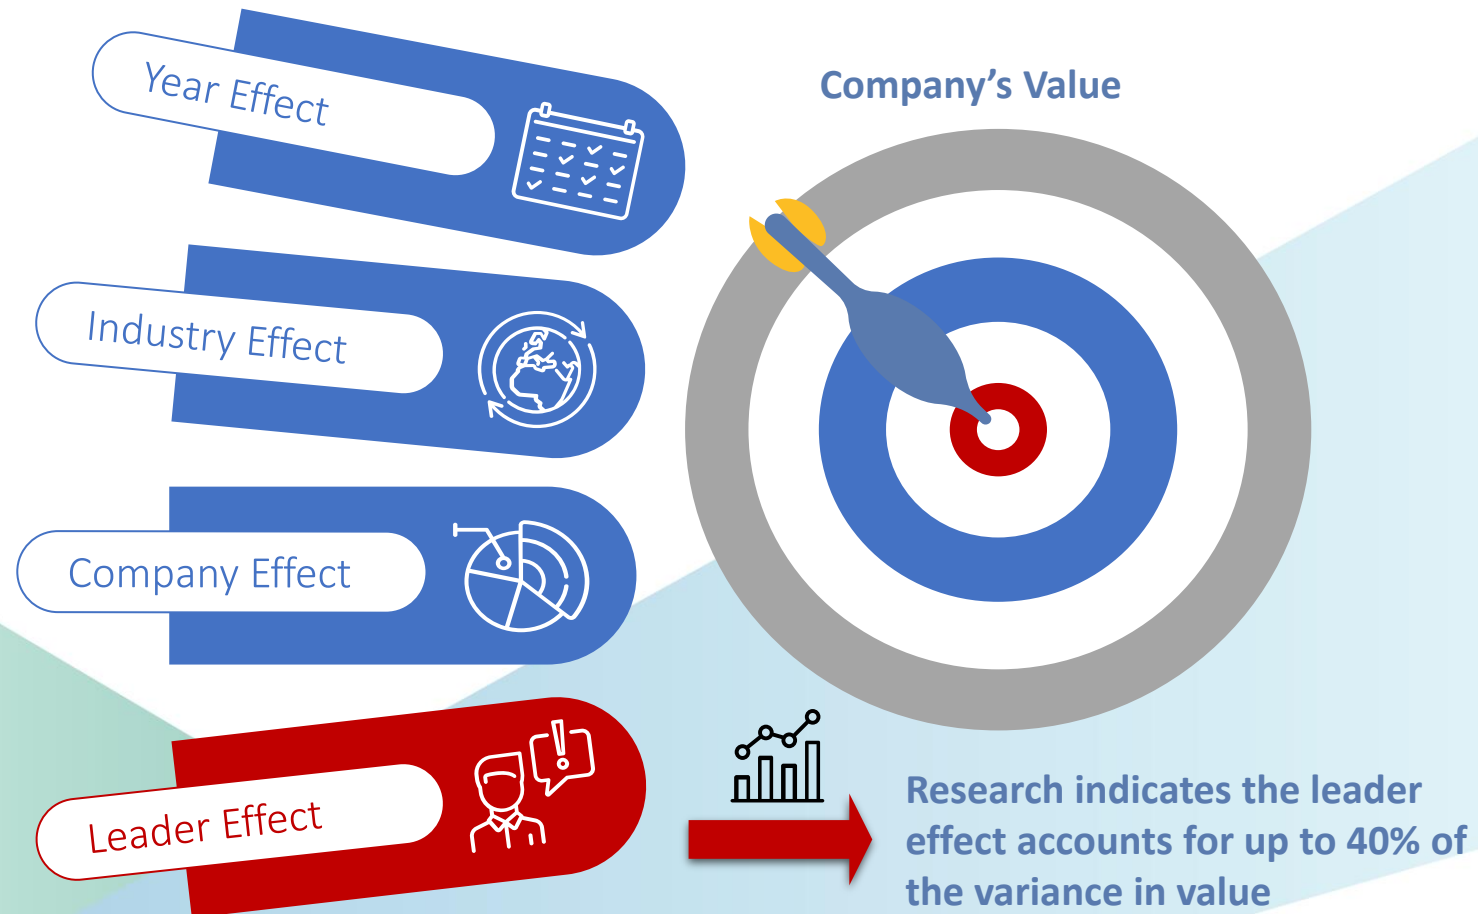 Year Effect
Company's Value
Industry Effect
Company Effect
Leader Effect
Research indicates the leader
effect accounts for up to 40% of
the variance in value